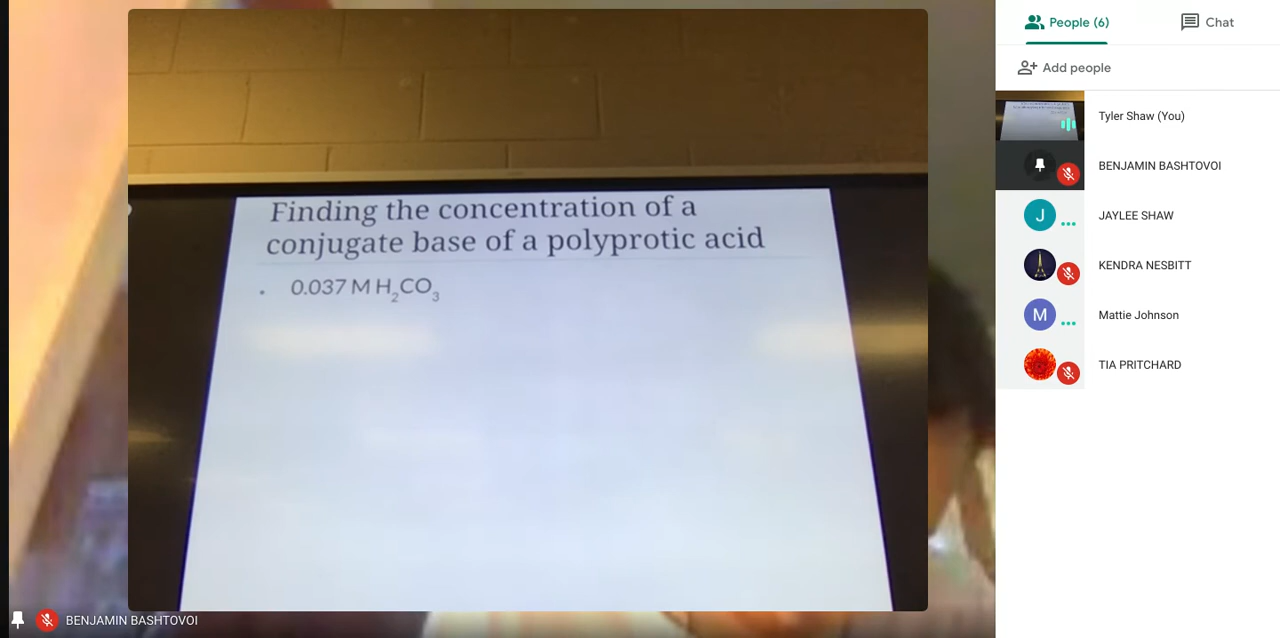 Finding the concentration of a
conjugate base of a polyprotic acid
• 0.037 M H₂CO₃
BENJAMIN BASHTOVOI
People (6)
Chat
Add people
Tyler Shaw (You)
BENJAMIN BASHTOVOI
J
JAYLEE SHAW
KENDRA NESBITT
M
Mattie Johnson
TIA PRITCHARD